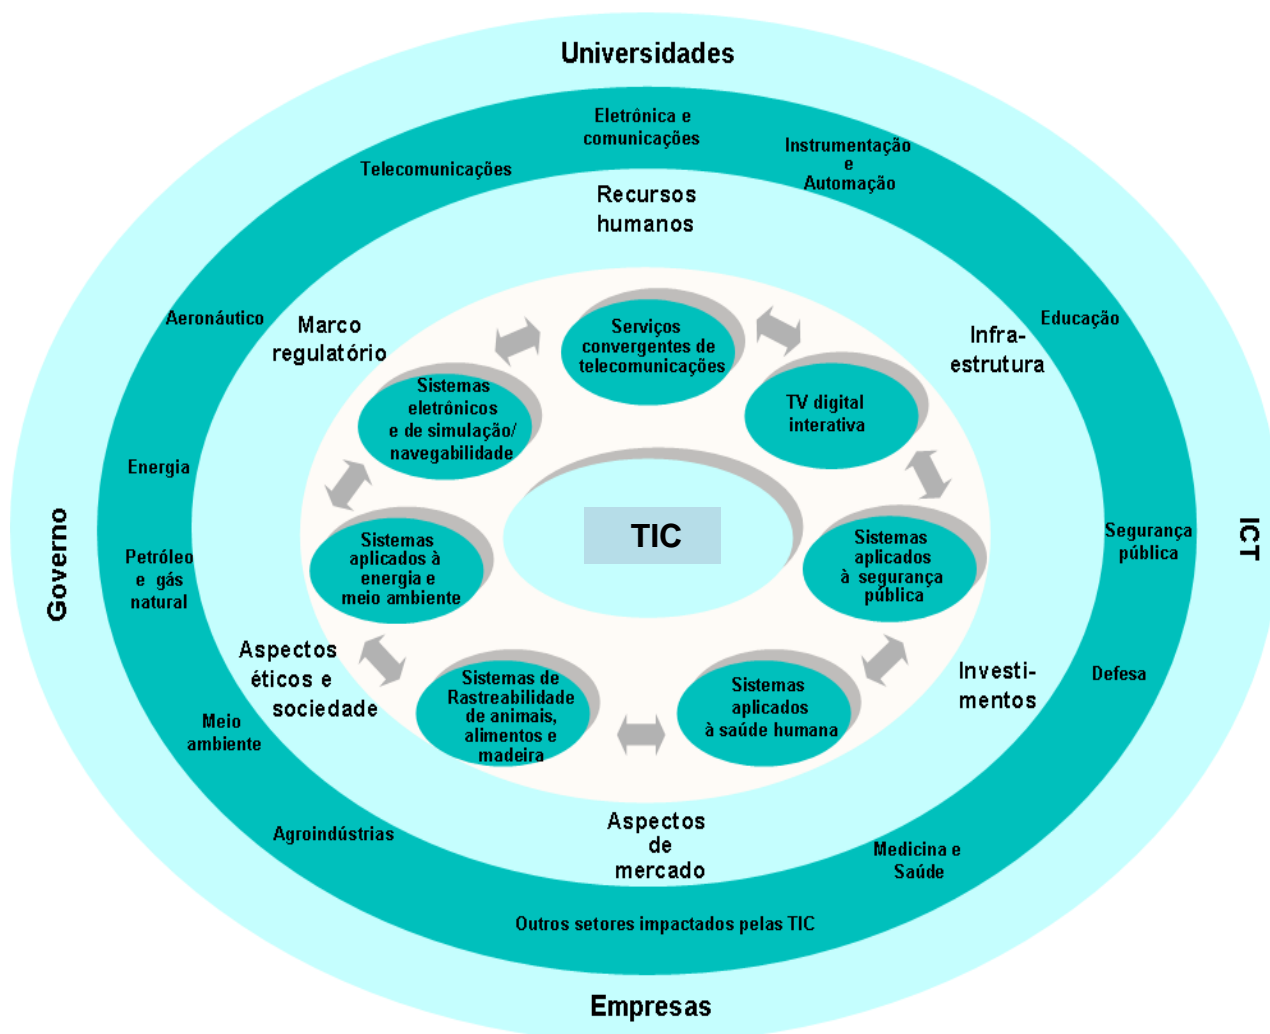 Universidades
Eletrônica e
comunicações
Instrumentação
e
Automação
Telecomunicações
Recursos
humanos
Aeronáutico
Marco
regulatório
Serviços
convergentes de
telecomunicações
Infra-
estrutura
Educação
Sistemas
eletrônicos
e de simulação/
navegabilidade
TV digital
interativa
Energia
Governo
Petróleo
e gás
natural
Sistemas
aplicados à
energia e
meio ambiente
TIC
Sistemas
aplicados
à segurança
pública
Segurança
pública
ICT
Aspectos
éticos e
sociedade
Sistemas de
Rastreabilidade
de animais,
alimentos e
madeira
Sistemas
aplicados
à saúde humana
Investi-
mentos
Defesa
Meio
ambiente
Agroindústrias
Aspectos
de
mercado
Medicina e
Saúde
Outros setores impactados pelas TIC
Empresas